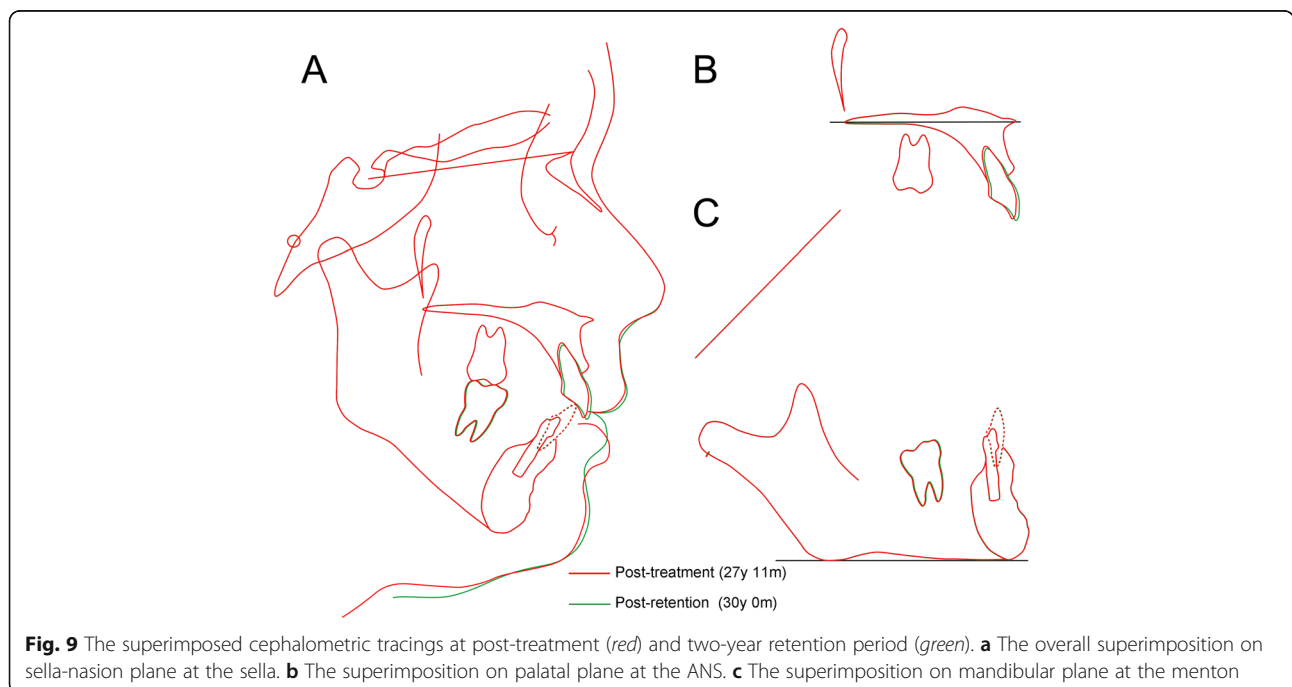 A
B
C
Post-treatment (27y 11m)
Post-retention (30y 0m)
Fig. 9 The superimposed cephalometric tracings at post-treatment (red) and two-year retention period (green). a The overall superimposition on
sella-nasion plane at the sella. b The superimposition on palatal plane at the ANS. c The superimposition on mandibular plane at the menton